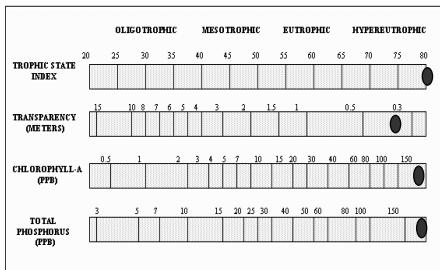 OLIGOTROPHIC MESOTROPHIC EUTROPHIC HYPEREUTROPHIC
20 25 30 35 40 45 50 55 60 65 70 75 80
TROPHIC STATE
INDEX
15 10 8 7 6 5 4 3 2 1.5 1 0.5 0.3
TRANSPARENCY
(METERS)
0.5 1 2 3 4 5 7 10 15 20 30 40 60 80 100 150
CHLOROPHYLL-A
(PPB)
3 5 7 10 15 20 25 30 40 50 60 80 100 150
TOTAL
PHOSPHORUS
(PPB)